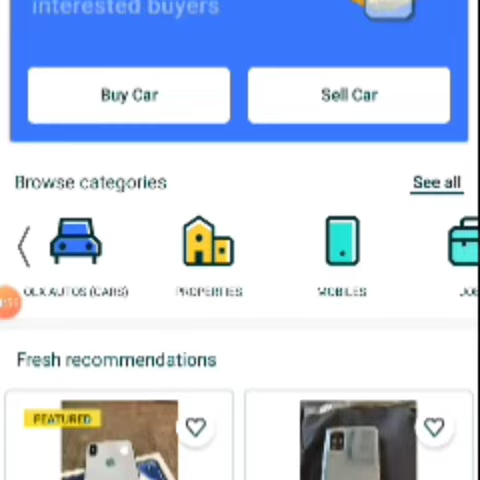 interested buyers
Buy Car Sell Car
Browse categories See all
OLX AUTOS (CARS) PROPERTIES MOBILES
Fresh recommendations
FEATURED